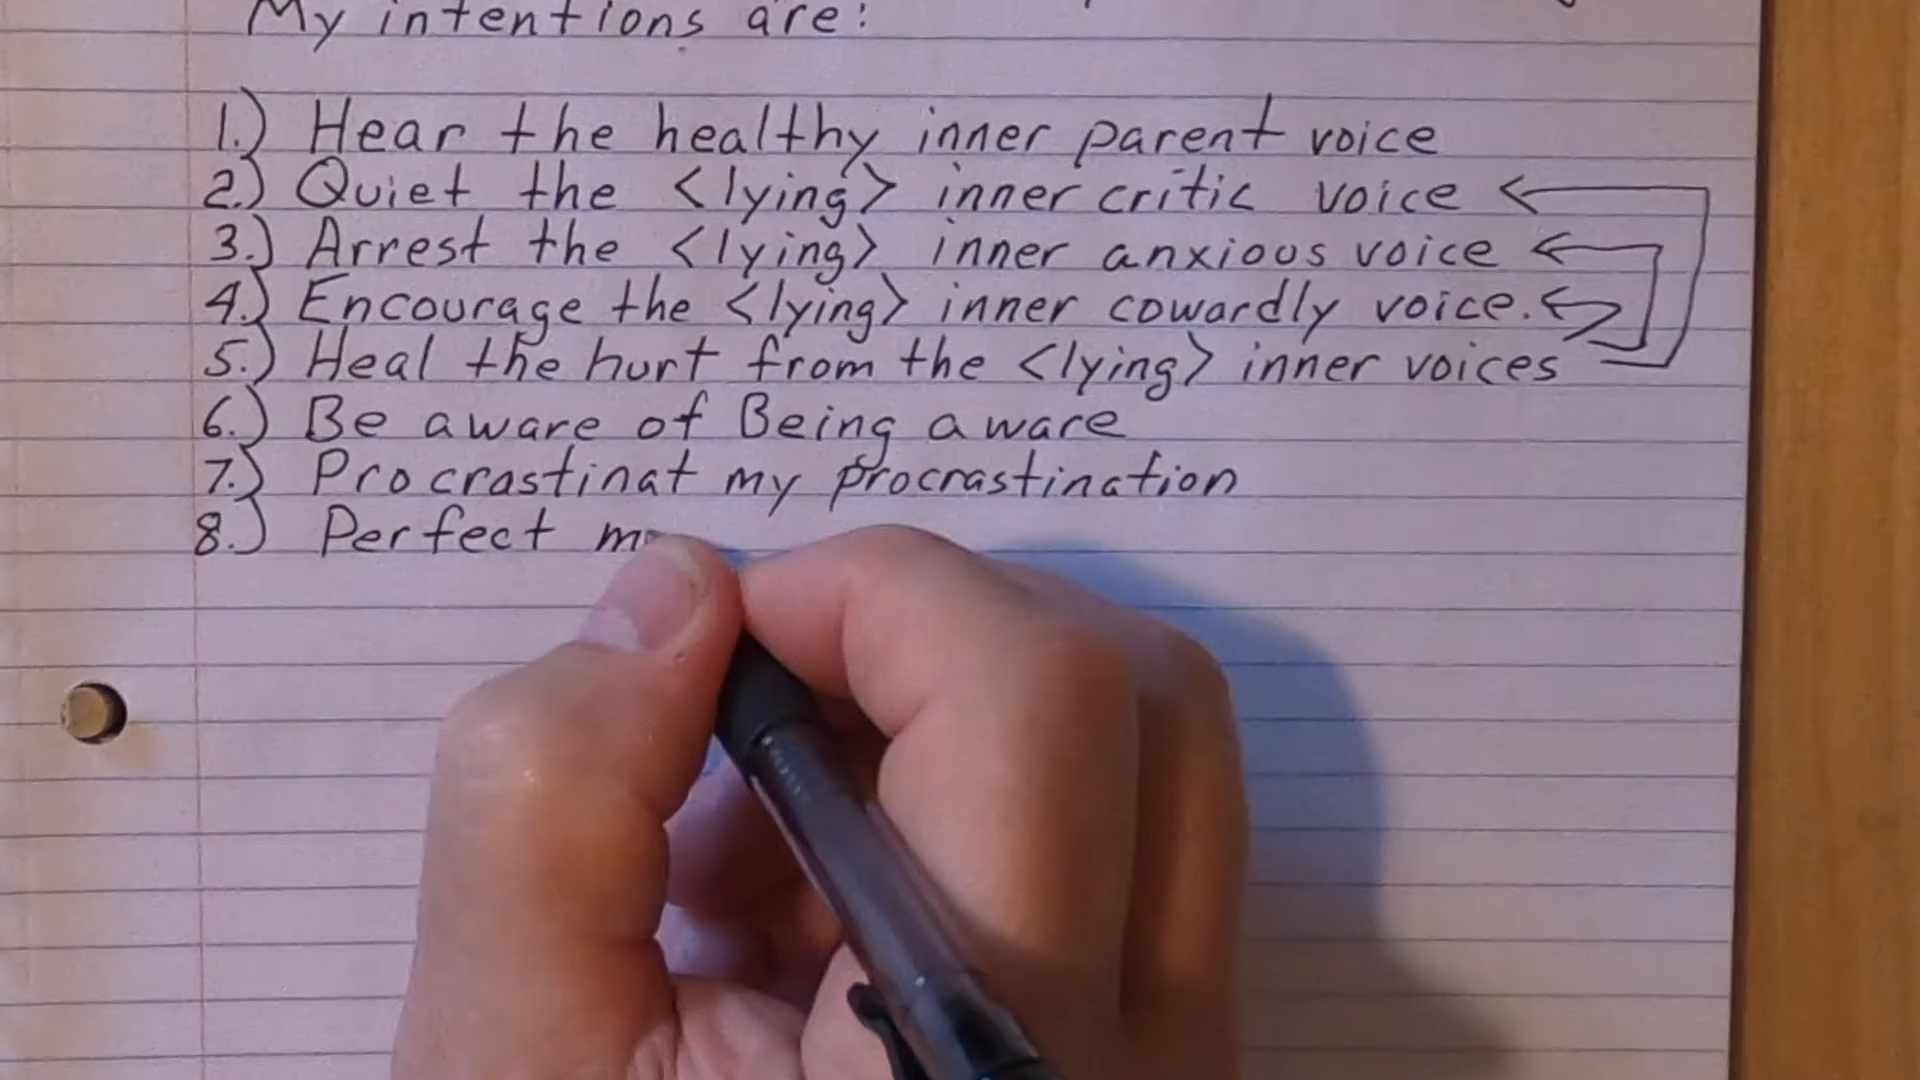 My intentions are:
1.) Hear the healthy inner parent voice
2.) Quiet the <lying> inner critic voice
3.) Arrest the <lying> inner anxious voice
4.) Encourage the <lying> inner cowardly voice.
5.) Heal the hurt from the <lying> inner voices
6.) Be aware of Being aware
7.) Procrastinat my procrastination
8.) Perfect